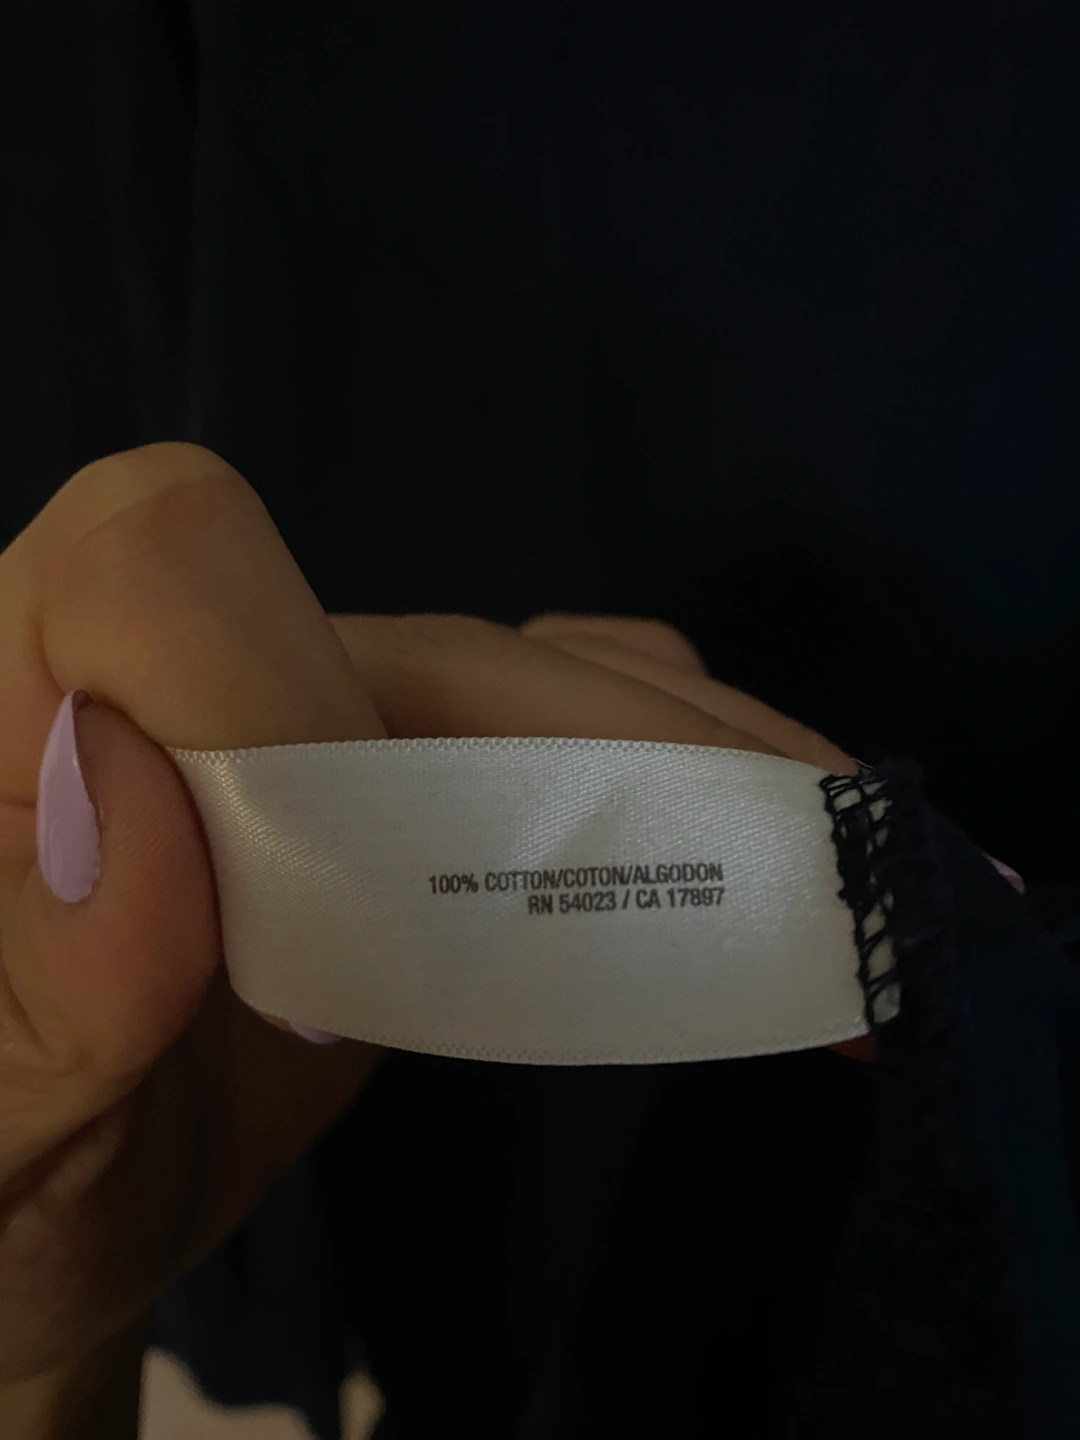 100% COTTON/COTON/ALGODON
RN 54023 / CA 17897